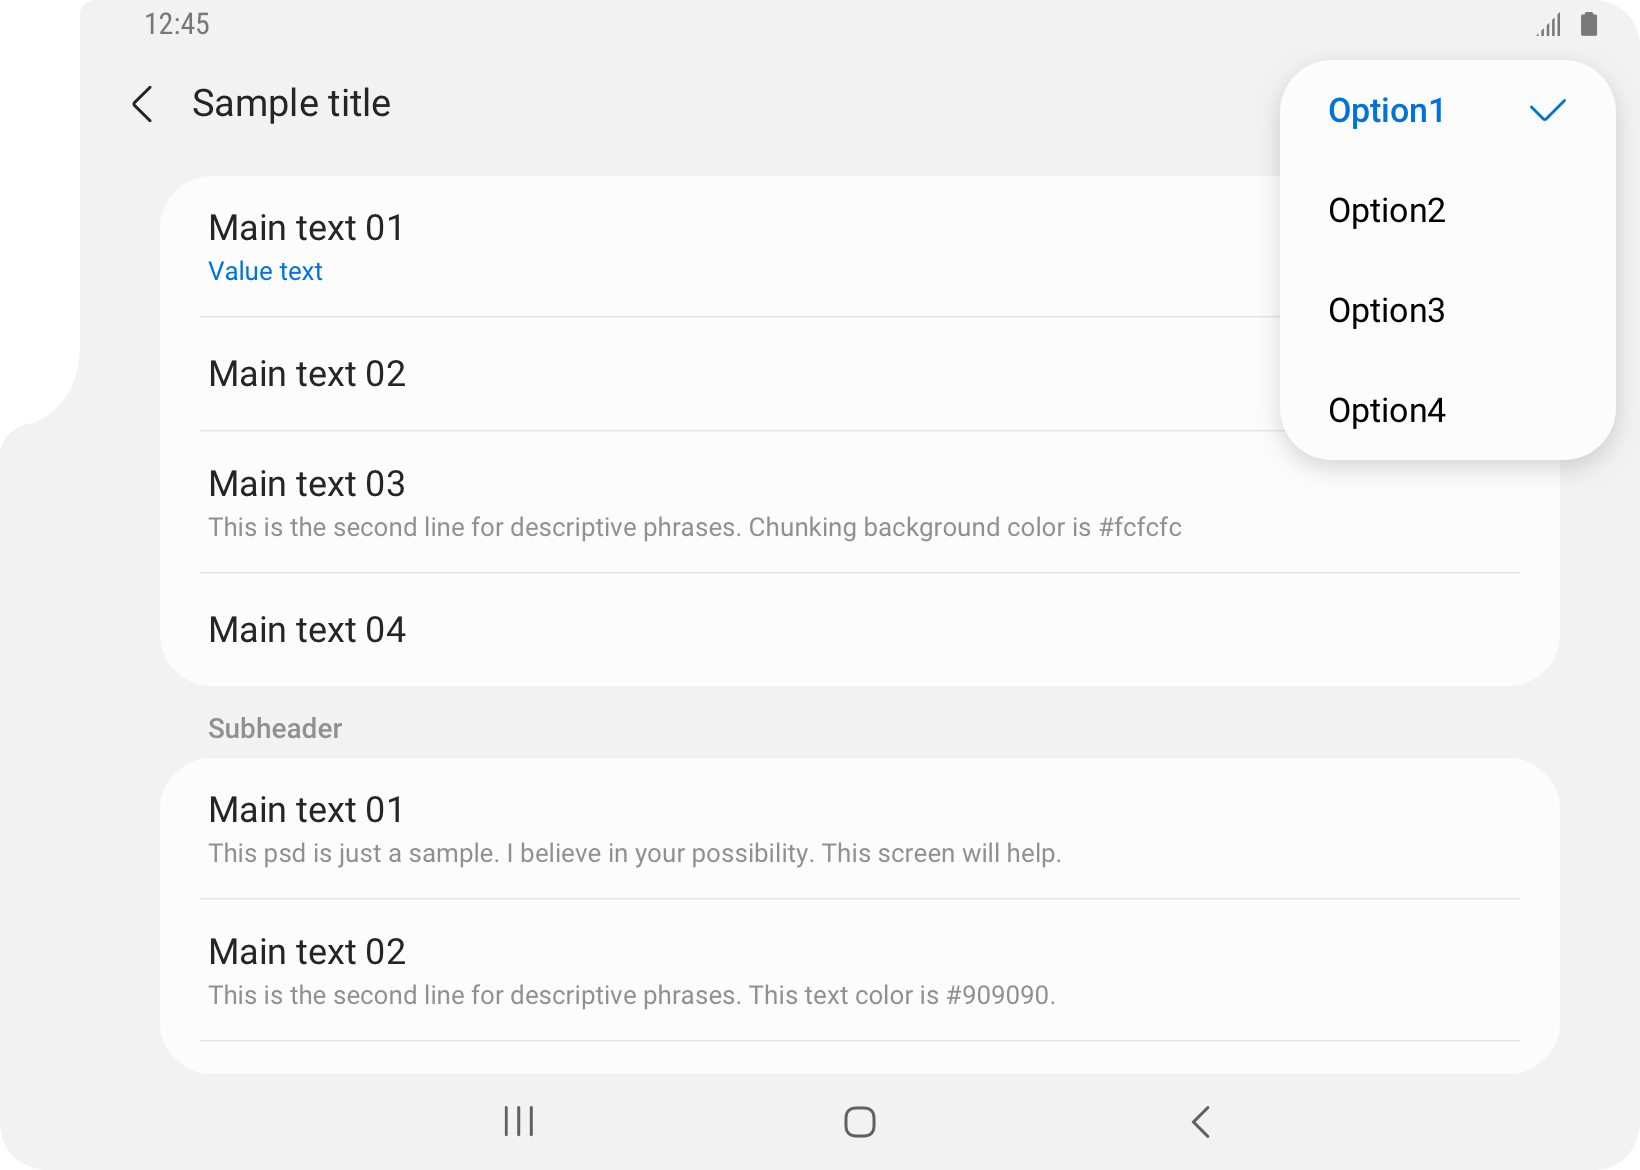 12:45
Sample title
Option1
Option2
Option3
Option4
Main text 01
Value text
Main text 02
Main text 03
This is the second line for descriptive phrases. Chunking background color is #fcfcfc
Main text 04
Subheader
Main text 01
This psd is just a sample. I believe in your possibility. This screen will help.
Main text 02
This is the second line for descriptive phrases. This text color is #909090.